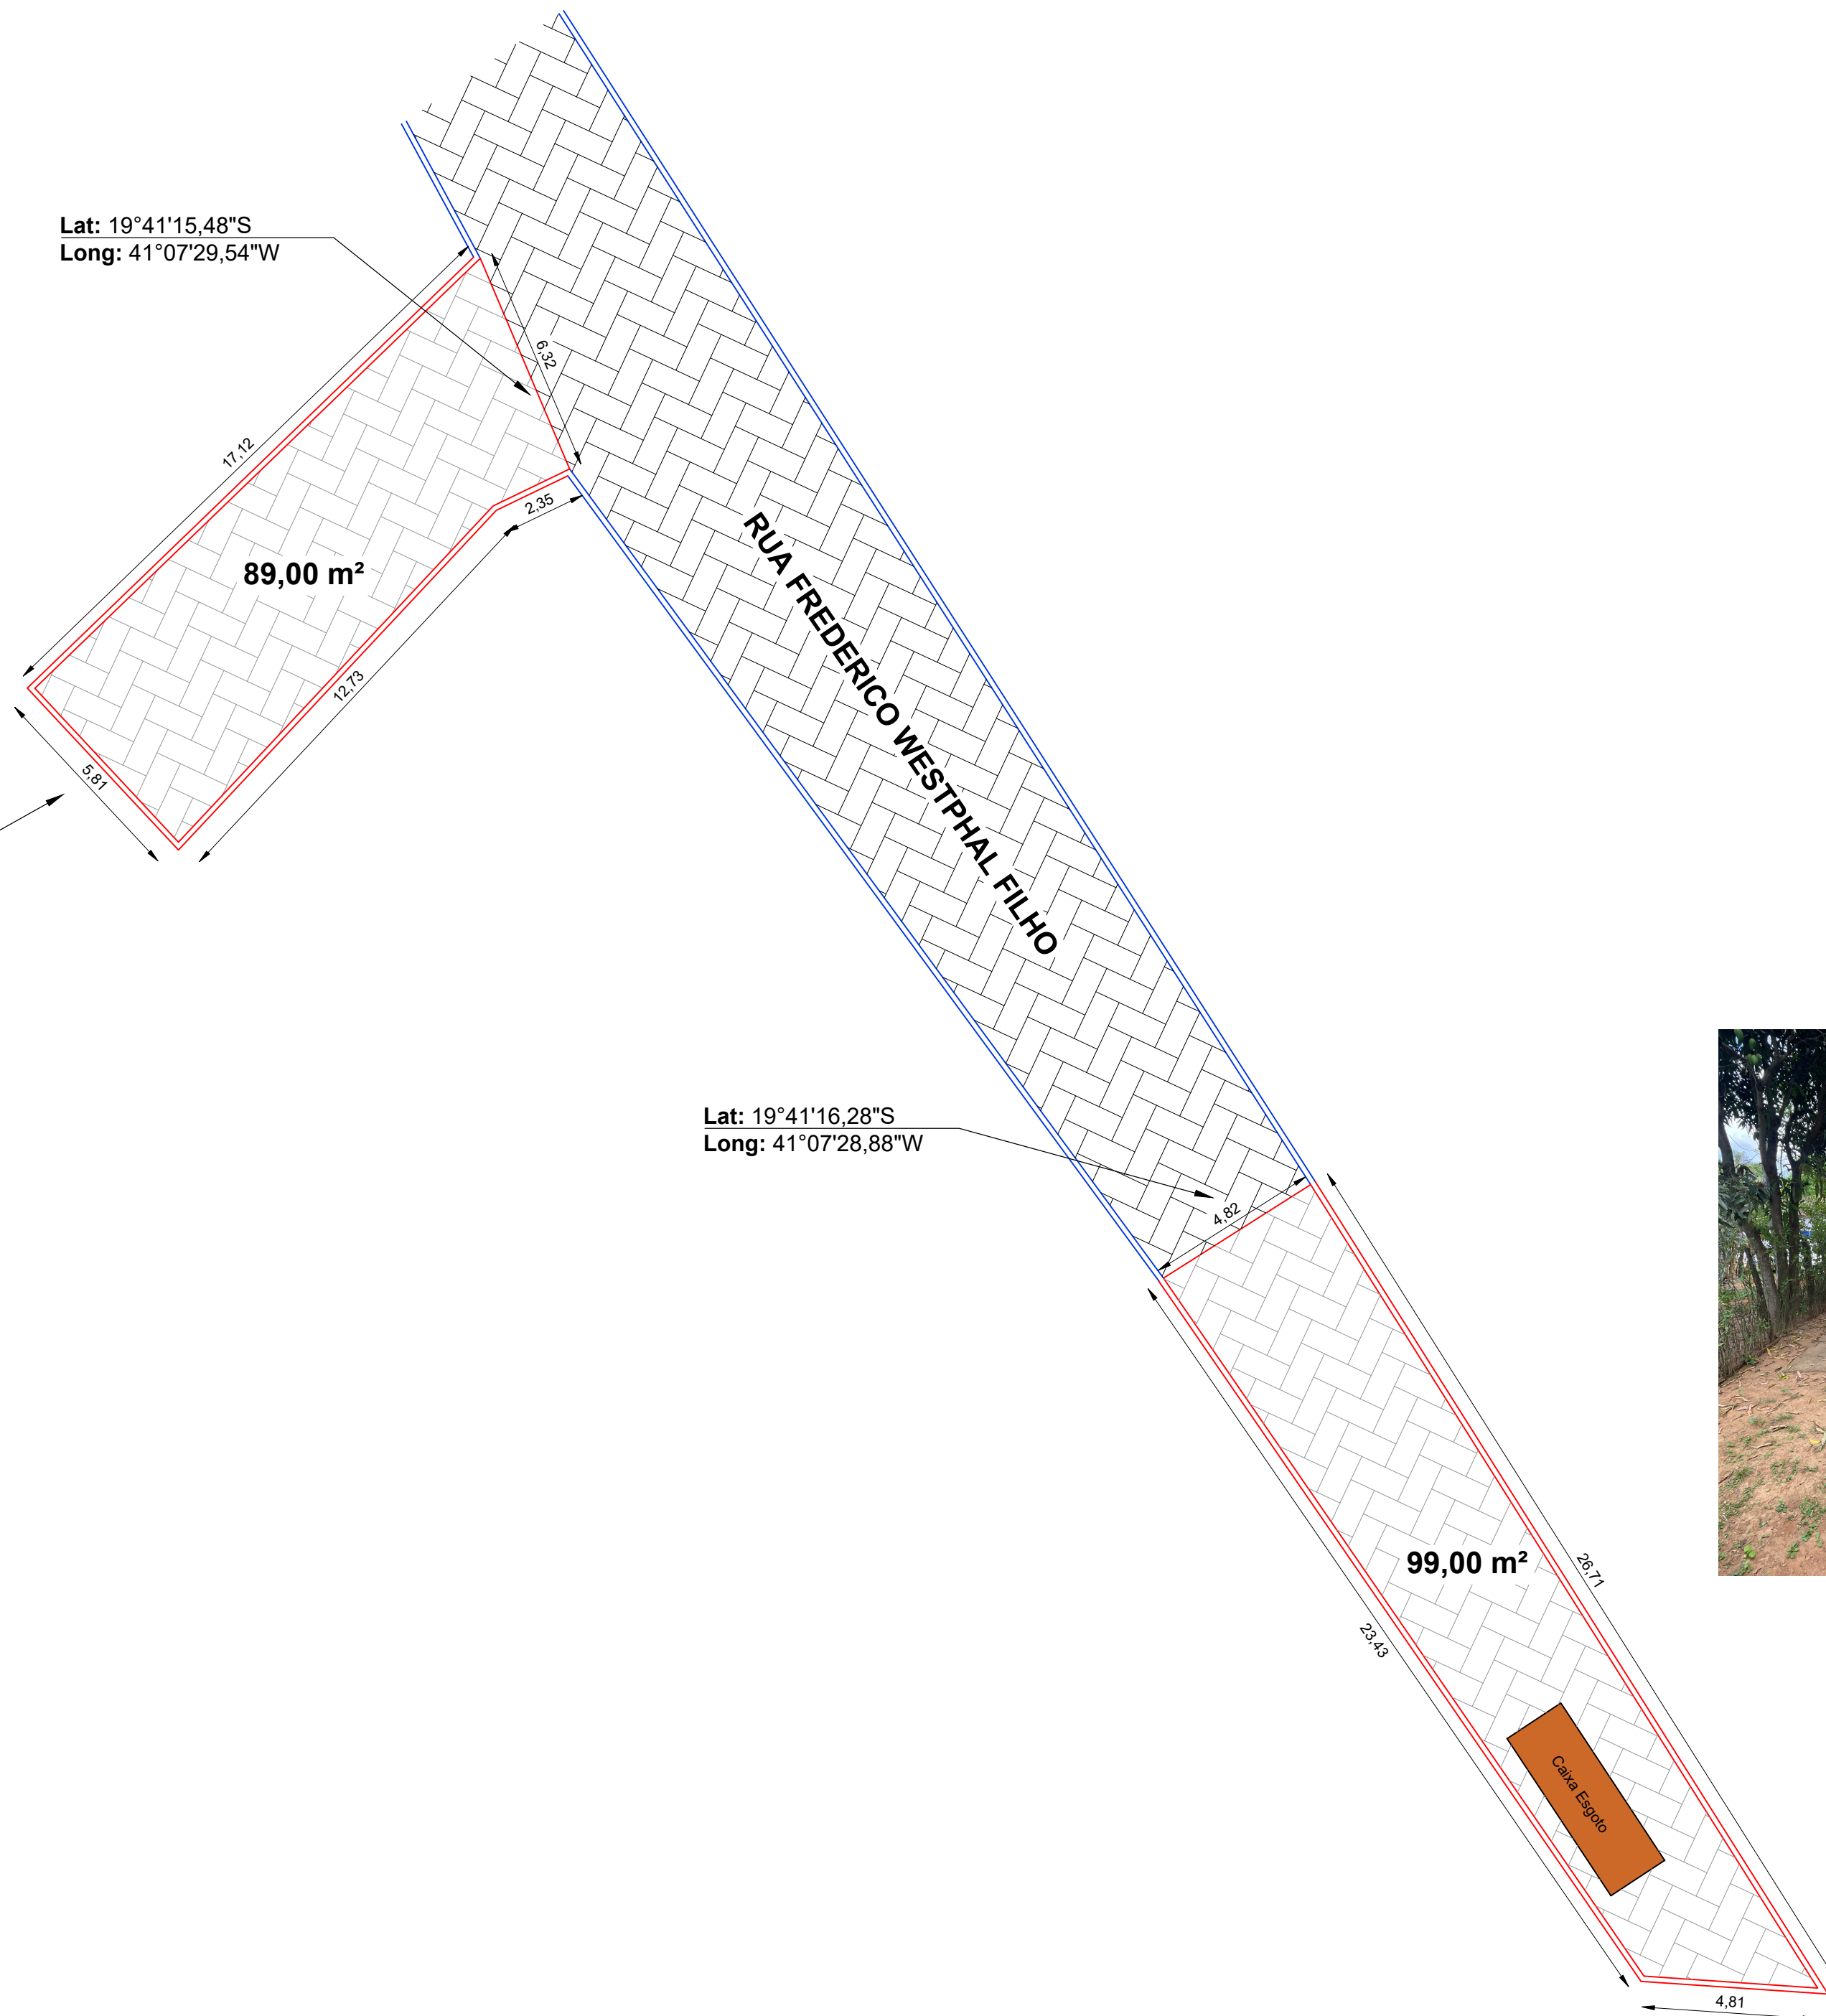 Lat: 19°41'15,48"S
Long: 41°07'29,54"W
6,32
17,12
2,35
89,00 m²
12,73
5,81
RUA FREDERICO WESTPHAL FILHO
Lat: 19°41'16,28"S
Long: 41°07'28,88"W
4,82
99,00 m²
26,71
23,43
Caixa Esgoto
4,81